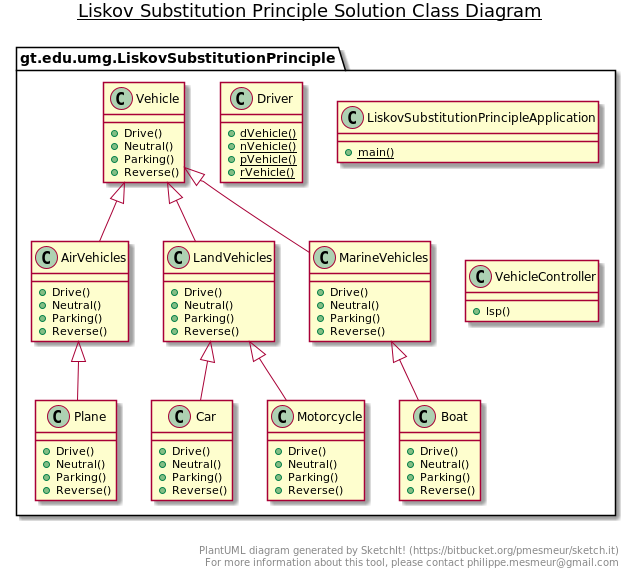 Liskov Substitution Principle Solution Class Diagram
gt.edu.umg.LiskovSubstitutionPrinciple
C Vehicle
Drive()
Neutral()
Parking()
Reverse()
C Driver
dVehicle()
nVehicle()
pVehicle()
rVehicle()
C LiskovSubstitutionPrincipleApplication
main()
C AirVehicles
Drive()
Neutral()
Parking()
Reverse()
C LandVehicles
Drive()
Neutral()
Parking()
Reverse()
C MarineVehicles
Drive()
Neutral()
Parking()
Reverse()
C VehicleController
lsp()
C Plane
Drive()
Neutral()
Parking()
Reverse()
C Car
Drive()
Neutral()
Parking()
Reverse()
C Motorcycle
Drive()
Neutral()
Parking()
Reverse()
C Boat
Drive()
Neutral()
Parking()
Reverse()
PlantUML diagram generated by SketchIt! (https://bitbucket.org/pmesmeur/sketch.it)
For more information about this tool, please contact philippe.mesmeur@gmail.com